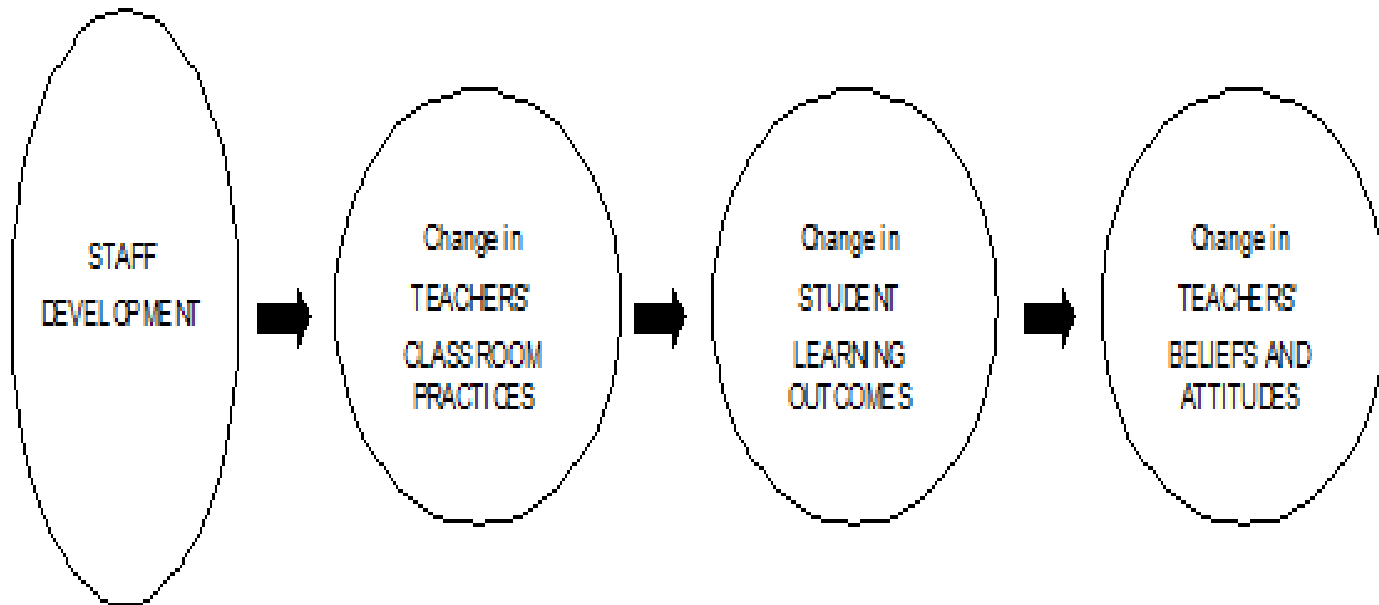 STAFF
DEVELOPMENT
Change in
TEACHERS'
CLASSROOM
PRACTICES
Change in
STUDENT
LEARNING
OUTCOMES
Change in
TEACHERS'
BELIEFS AND
ATTITUDES